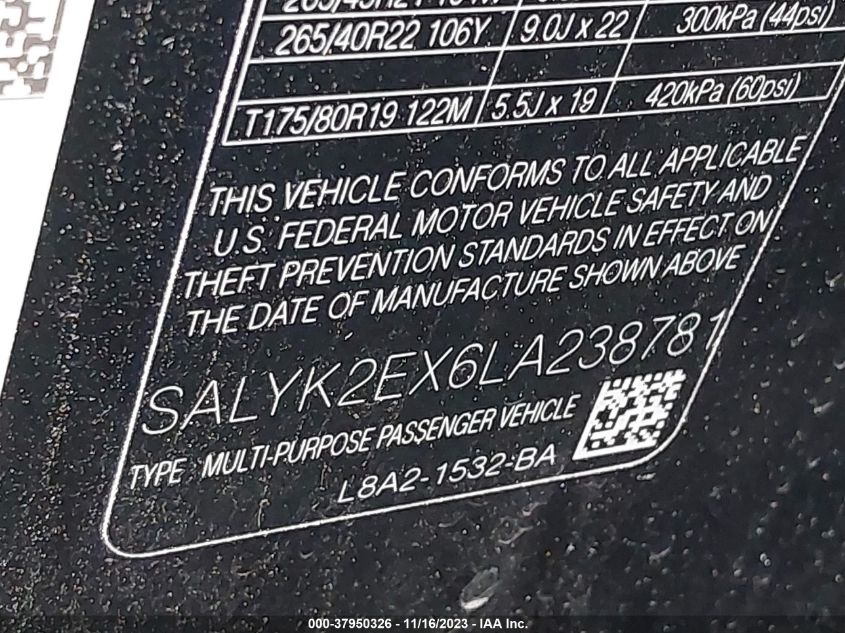 265/40R22 106Y 9.0J x 22 300kPa (44psi)
T175/80R19 122M 5.5J x 19 420kPa (60psi)
THIS VEHICLE CONFORMS TO ALL APPLICABLE
U.S. FEDERAL MOTOR VEHICLE SAFETY AND
THEFT PREVENTION STANDARDS IN EFFECT ON
THE DATE OF MANUFACTURE SHOWN ABOVE
SALYK2EX6LA238781
TYPE MULTI-PURPOSE PASSENGER VEHICLE
L8A2-1532-BA
000-37950326 - 11/16/2023 - IAA Inc.